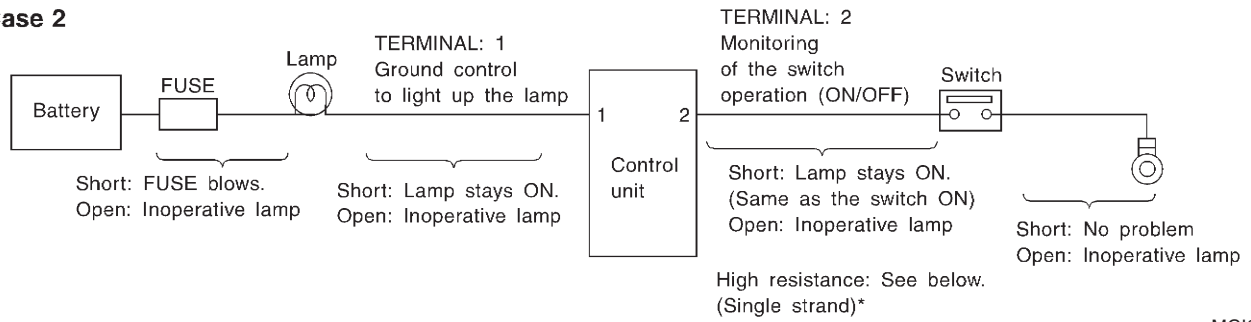 Case 2
Battery
FUSE
Lamp
TERMINAL: 1
Ground control
to light up the lamp
1
2
Control
unit
TERMINAL: 2
Monitoring
of the switch
operation (ON/OFF)
Switch
Short: FUSE blows.
Open: Inoperative lamp
Short: Lamp stays ON.
Open: Inoperative lamp
Short: Lamp stays ON.
(Same as the switch ON)
Open: Inoperative lamp
High resistance: See below.
(Single strand)*
Short: No problem
Open: Inoperative lamp